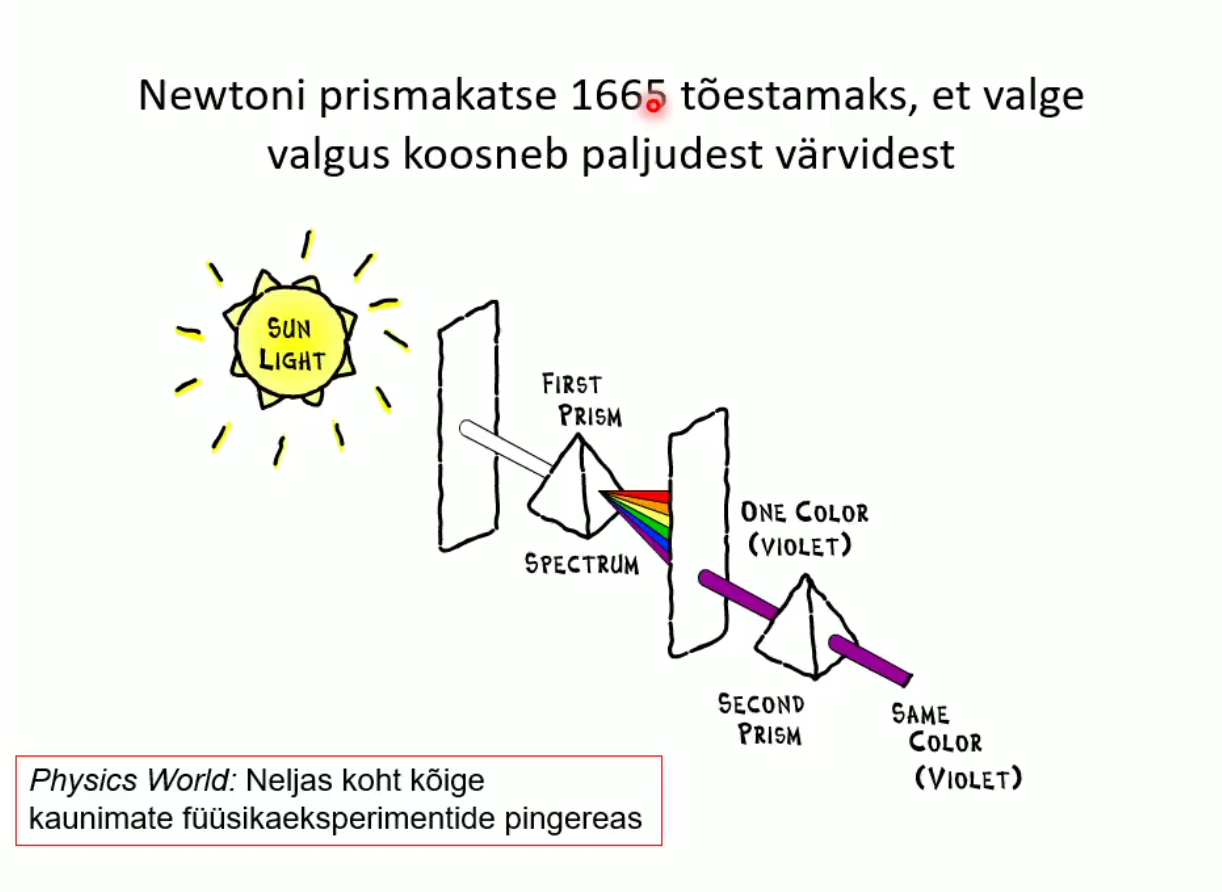 Newtoni prismakatse 1665 tõestamaks, et valge
valgus koosneb paljudest värvidest
SUN
LIGHT
FIRST
PRISM
SPECTRUM
ONE COLOR
(VIOLET)
SECOND
PRISM
SAME
COLOR
(VIOLET)
Physics World: Neljas koht kõige
kaunimate füüsikaeksperimentide pingereas